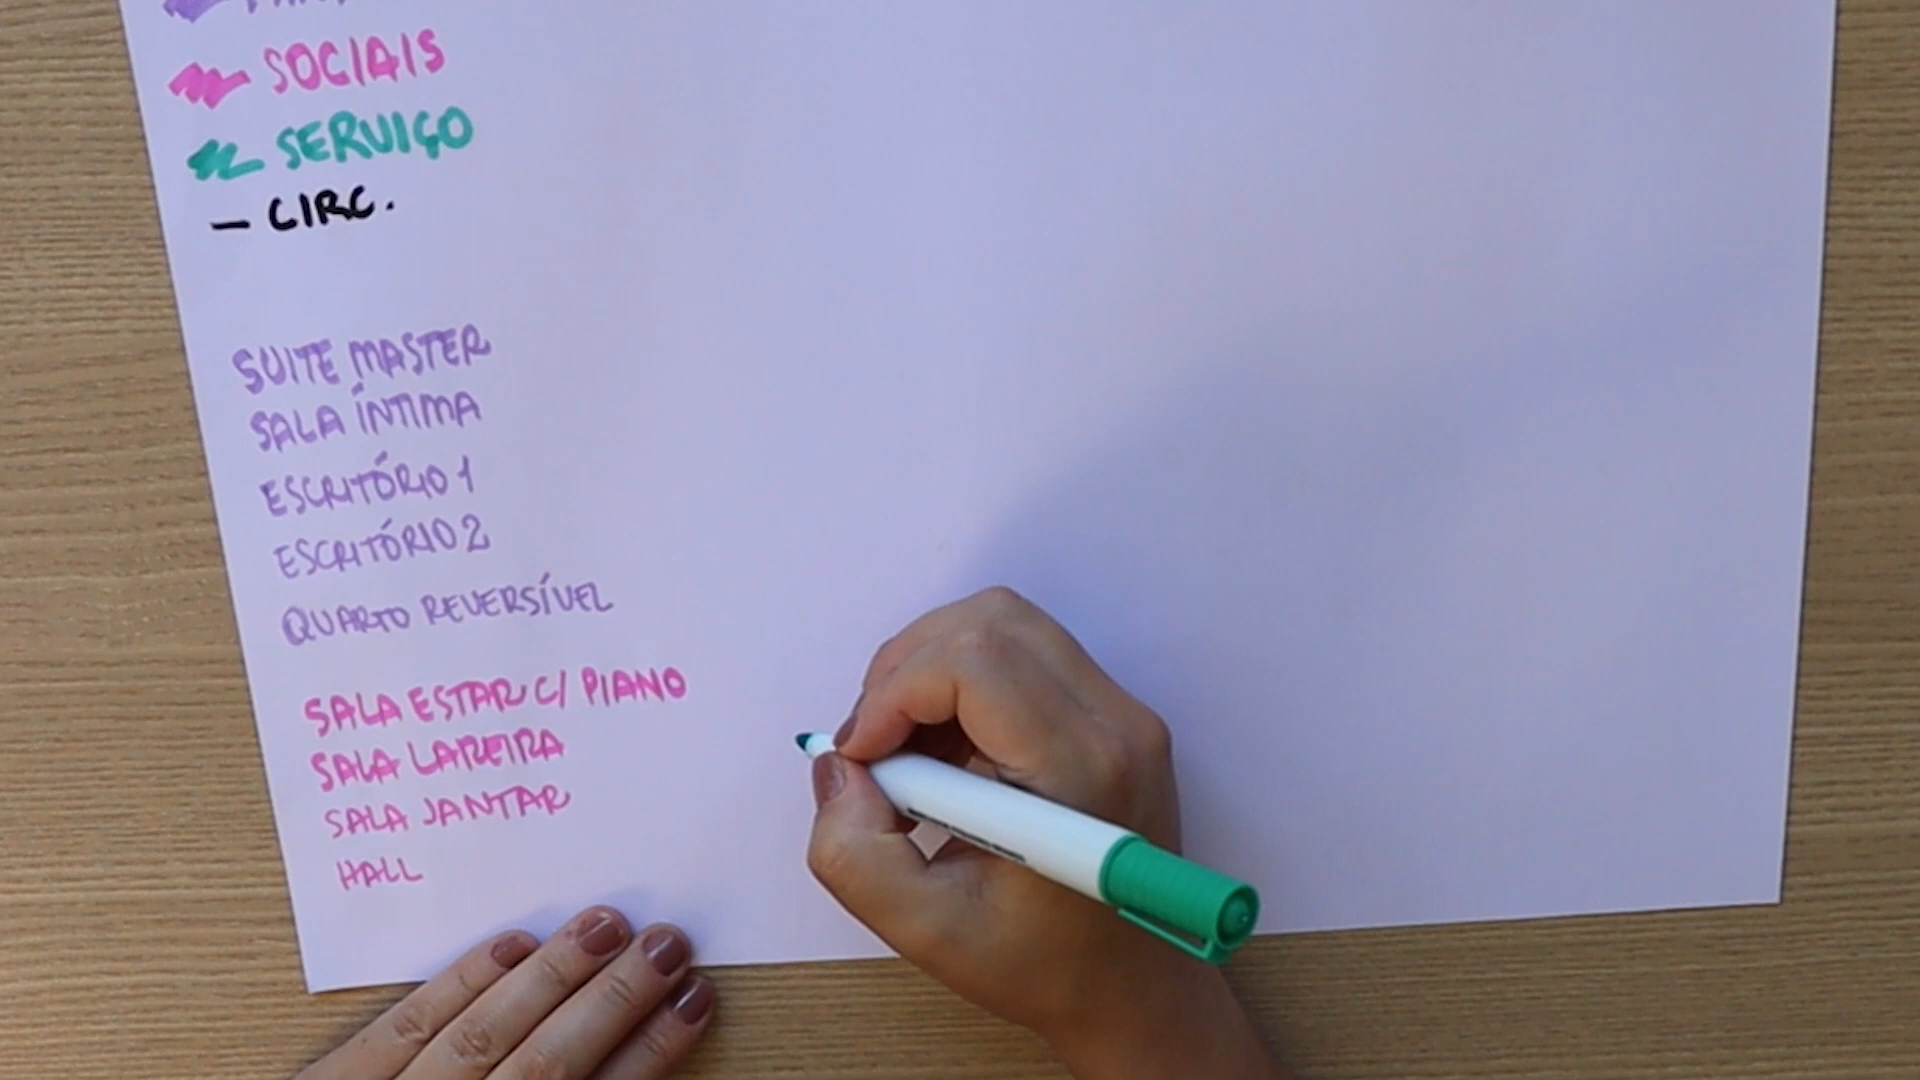 SOCIAIS
SERVIÇO
- CIRC.
SUITE MASTER
SALA ÍNTIMA
ESCRITÓRIO 1
ESCRITÓRIO 2
QUARTO REVERSÍVEL
SALA ESTAR C/ PIANO
SALA LAREIRA
SALA JANTAR
HALL